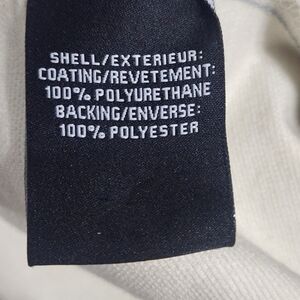 SHELL/EXTERIEUR:
COATING/REVETEMENT:
100% POLYURETHANE
BACKING/ENVERSE:
100% POLYESTER